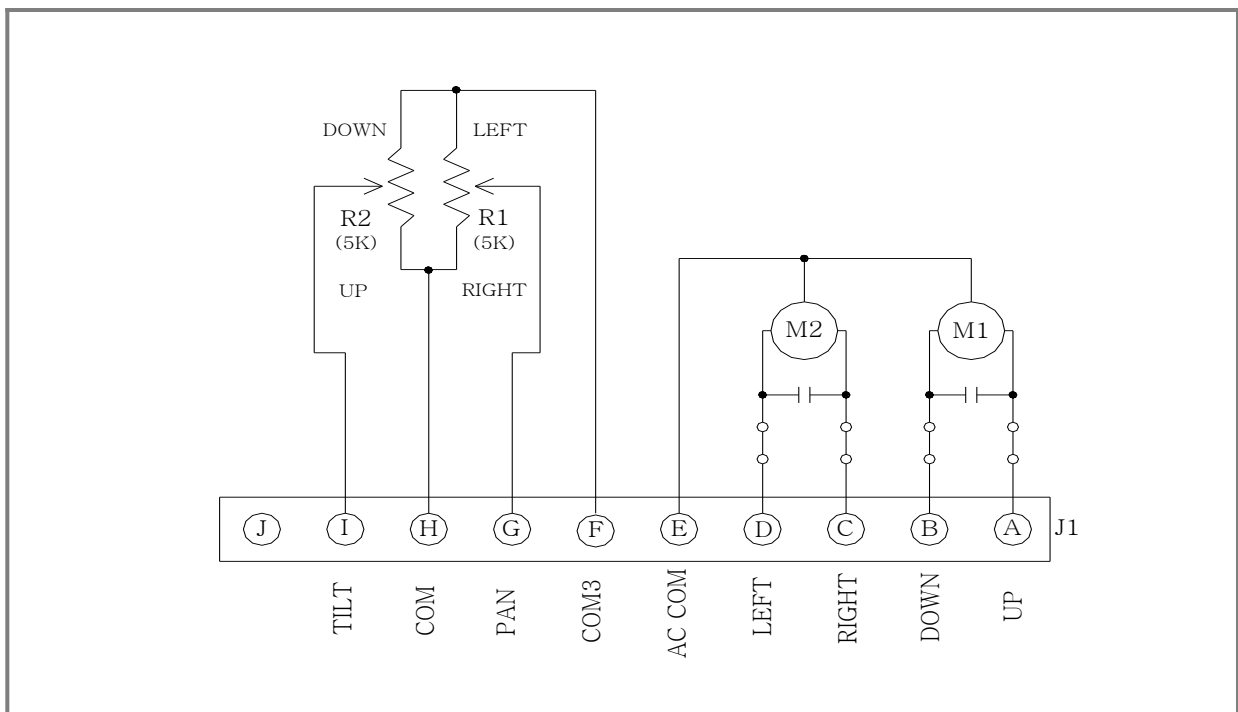 DOWN
LEFT
R2
(5K)
R1
(5K)
UP
RIGHT
M2
M1
J
I
H
G
F
E
D
C
B
A
J1
TILT
COM
PAN
COM3
AC COM
LEFT
RIGHT
DOWN
UP